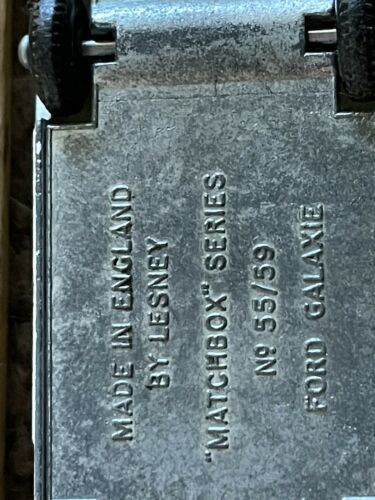 MADE IN ENGLAND
BY LESNEY
"MATCHBOX" SERIES
Nº 55/59
FORD GALAXIE